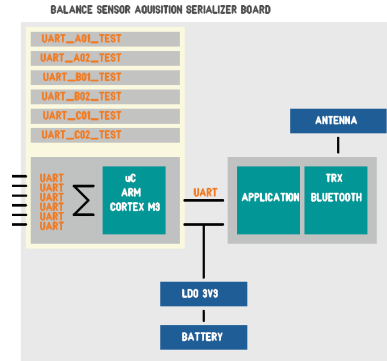 BALANCE SENSOR AQUISITION SERIALIZER BOARD
UART_A01_TEST
UART_A02_TEST
UART_B01_TEST
UART_B02_TEST
UART_C01_TEST
UART_C02_TEST
ANTENNA
UART
UART
UART
UART
UART
UART
Σ
uC
ARM
CORTEX M3
UART
APPLICATION
TRX
BLUETOOTH
LDO 3V3
BATTERY